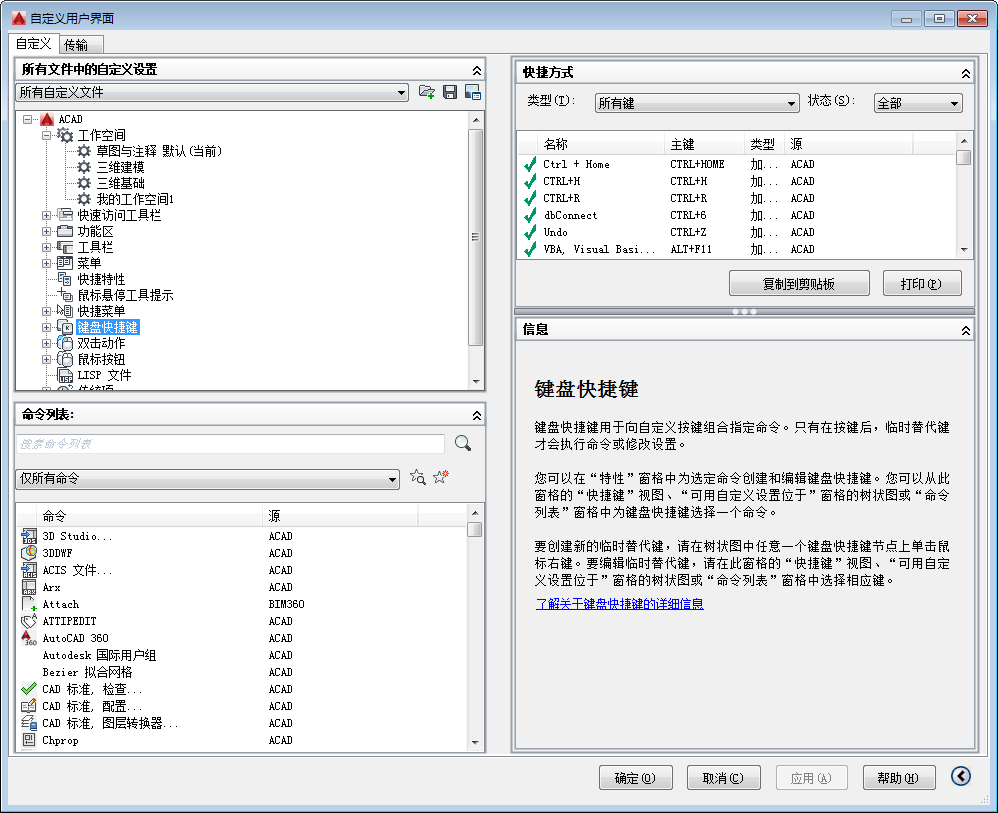 自定义用户界面
自定义 传输
所有文件中的自定义设置
所有自定义文件
ACAD
工作空间
草图与注释 默认(当前)
三维建模
三维基础
我的工作空间1
快速访问工具栏
功能区
工具栏
菜单
快捷特性
鼠标悬停工具提示
快捷菜单
键盘快捷键
双击动作
鼠标按钮
LISP 文件
命令列表:
搜索命令列表
仅所有命令
命令 源
3D Studio... ACAD
3DDWF ACAD
ACIS 文件... ACAD
Arx ACAD
Attach BIM360
ATTIPEDIT ACAD
AutoCAD 360 ACAD
Autodesk 国际用户组 ACAD
Bezier 拟合网格 ACAD
CAD 标准, 检查... ACAD
CAD 标准, 配置... ACAD
CAD 标准, 图层转换器... ACAD
Chprop ACAD
快捷方式
类型(T): 所有键 状态(S): 全部
名称 主键 类型 源
Ctrl + Home CTRL+HOME 加... ACAD
CTRL+H CTRL+H 加... ACAD
CTRL+R CTRL+R 加... ACAD
dbConnect CTRL+6 加... ACAD
Undo CTRL+Z 加... ACAD
VBA, Visual Basi... ALT+F11 加... ACAD
复制到剪贴板 打印(P)
信息
键盘快捷键
键盘快捷键用于向自定义按键组合指定命令。只有在按键后，临时替代键
才会执行命令或修改设置。
您可以在“特性”窗格中为选定命令创建和编辑键盘快捷键。您可以从此
窗格的“快捷键”视图、“可用自定义设置位于”窗格的树状图或“命令
列表”窗格中为键盘快捷键选择一个命令。
要创建新的临时替代键，请在树状图中任意一个键盘快捷键节点上单击鼠
标右键。要编辑临时替代键，请在此窗格的“快捷键”视图、“可用自定
义设置位于”窗格的树状图或“命令列表”窗格中选择相应键。
了解关于键盘快捷键的详细信息
确定(O) 取消(C) 应用(A) 帮助(H)